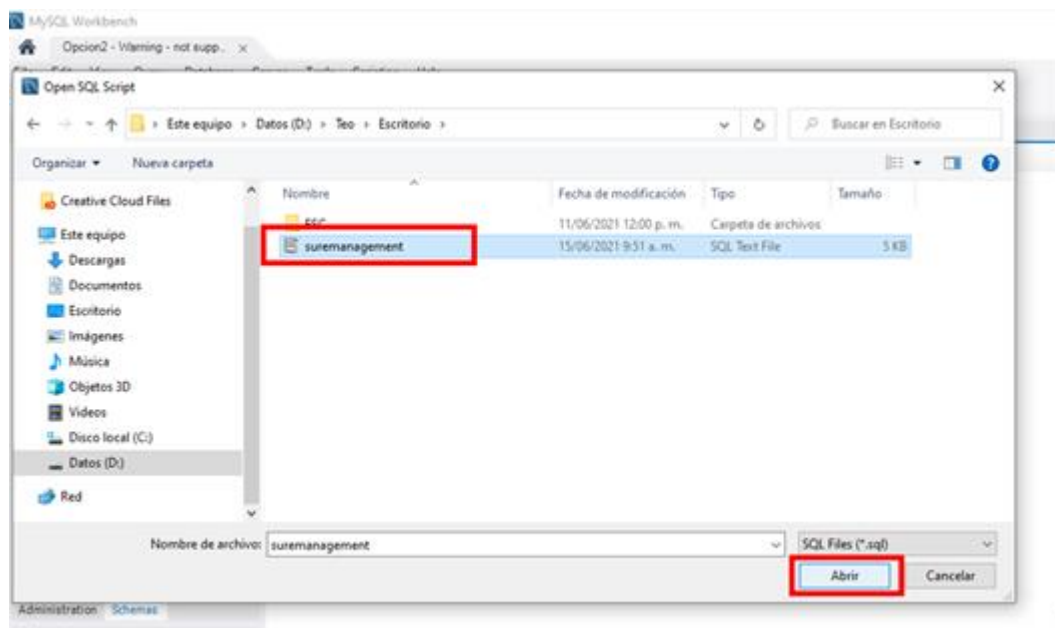 MySQL Workbench
Opcion2 - Warning - not supp.. ×
Open SQL Script
Este equipo › Datos (D:) › Teo › Escritorio ›
Buscar en Escritorio
Organizar
Nueva carpeta
Nombre
Fecha de modificación
Tipo
Tamaño
11/06/2021 12:00 p. m.
Carpeta de archivos
suremanagement
15/06/2021 9:51 a. m.
SQL Text File
5 KB
Creative Cloud Files
Este equipo
Descargas
Documentos
Escritorio
Imágenes
Música
Objetos 3D
Videos
Disco local (C:)
Datos (D:)
Red
Nombre de archivo: suremanagement
SQL Files (*.sql)
Abrir
Cancelar
Administration
Schemas